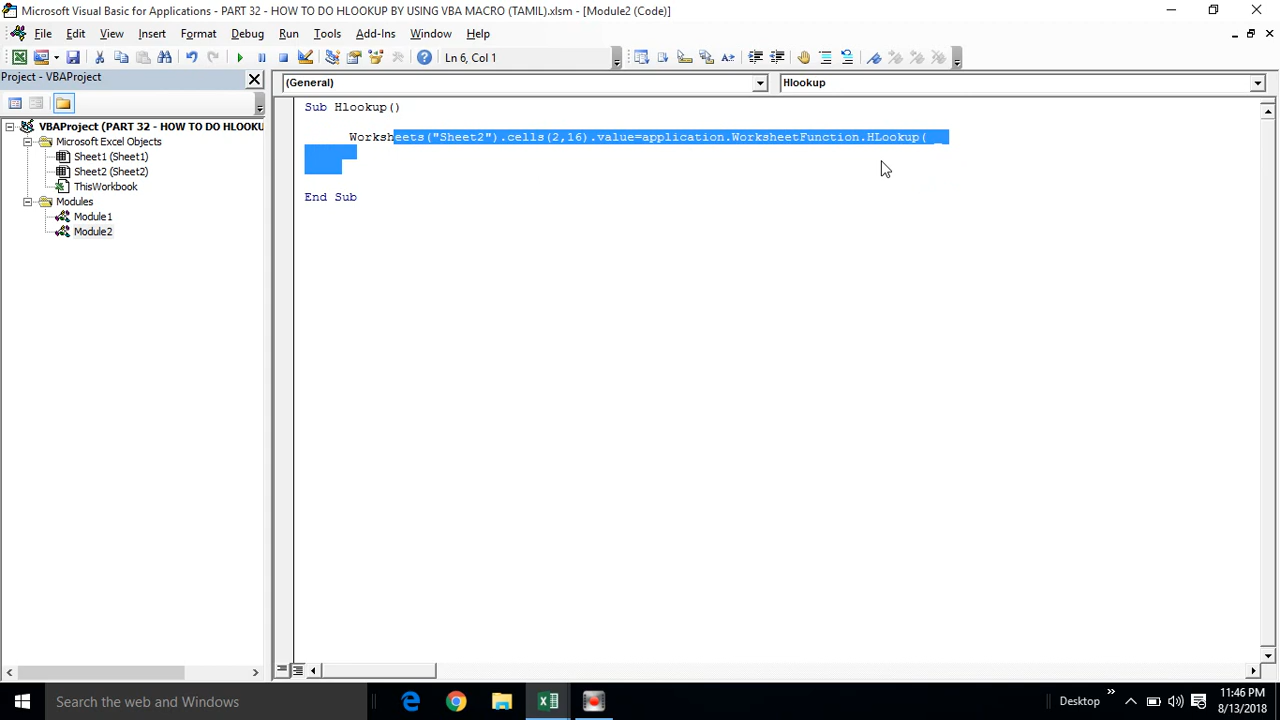 Microsoft Visual Basic for Applications - PART 32 - HOW TO DO HLOOKUP BY USING VBA MACRO (TAMIL).xlsm - [Module2 (Code)]
File Edit View Insert Format Debug Run Tools Add-Ins Window Help
Ln 6, Col 1
Project - VBAProject
(General)
Hlookup
VBAProject (PART 32 - HOW TO DO HLOOKU
Microsoft Excel Objects
Sheet1 (Sheet1)
Sheet2 (Sheet2)
ThisWorkbook
Modules
Module1
Module2
Sub Hlookup()
Worksheets("Sheet2").cells(2,16).value=application.WorksheetFunction.HLookup( _
End Sub
Search the web and Windows
Desktop
11:46 PM
8/13/2018